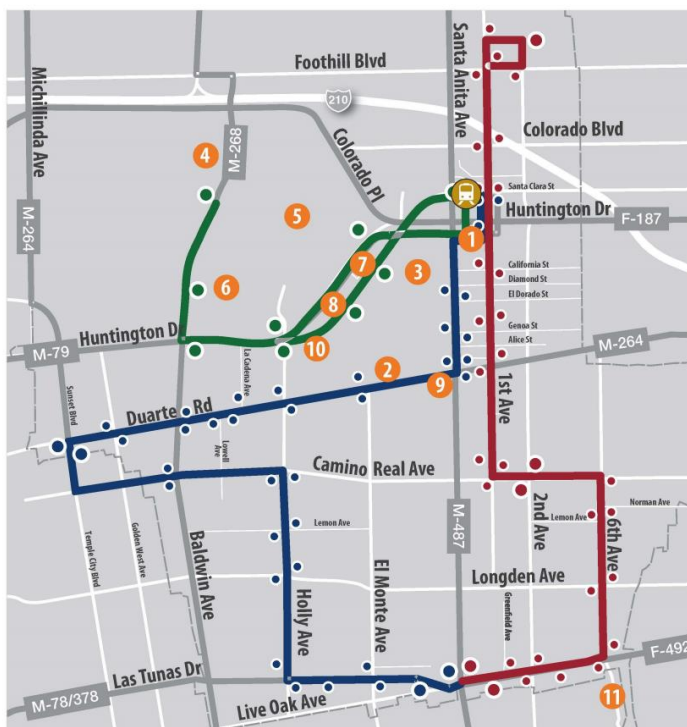 Foothill Blvd
Santa Anita Ave
Michillinda Ave
210
Colorado Blvd
Colorado Pl
4
M-268
Santa Clara St
Huntington Dr
F-187
5
M-264
1
7
3
California St
Diamond St
6
El Dorado St
8
Huntington D
Genoa St
M-264
10
Alice St
M-79
La Cadena Ave
2
9
Sunset Blvd
Duarte Rd
1st Ave
Lowell Ave
Camino Real Ave
2nd Ave
M-487
Norman Ave
Lemon Ave
Lemon Ave
6th Ave
Temple City Blvd
Golden West Ave
Baldwin Ave
Holly Ave
El Monte Ave
Longden Ave
Greenfield Ave
F-492
Las Tunas Dr
M-78/378
Live Oak Ave
11